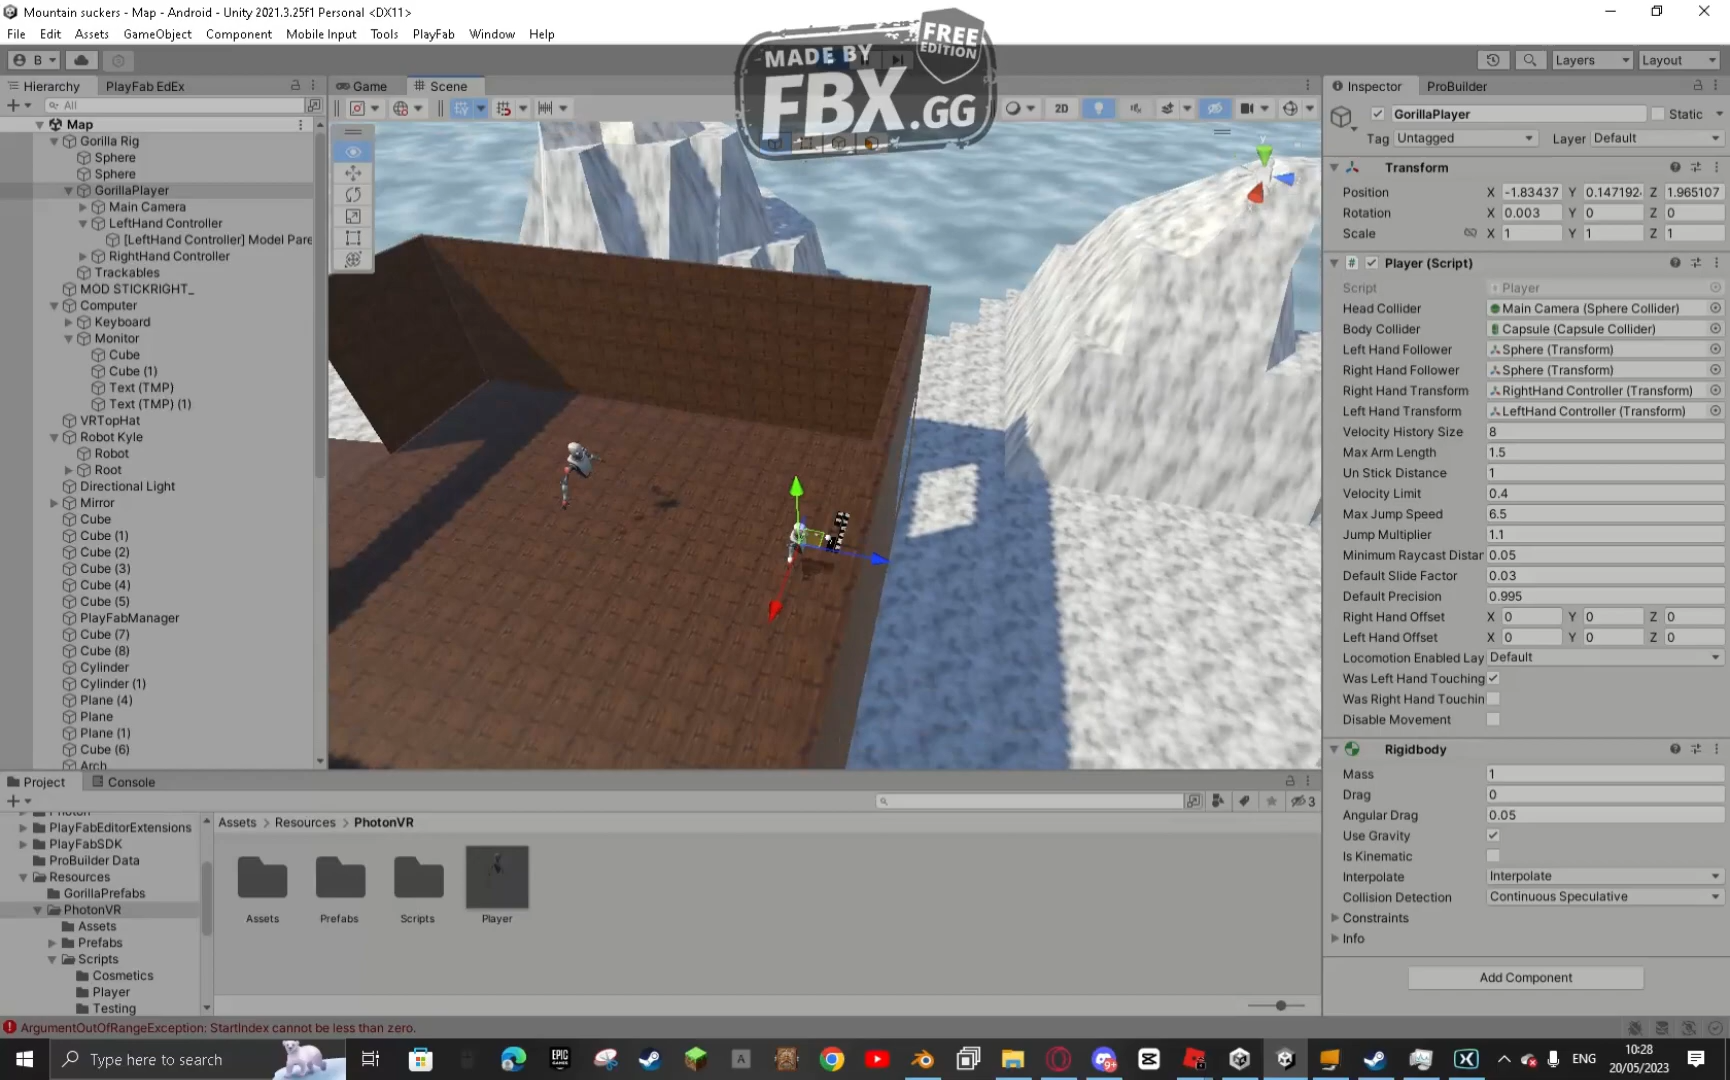 Mountain suckers - Map - Android - Unity 2021.3.25f1 Personal <DX11>
File Edit Assets GameObject Component Mobile Input Tools PlayFab Window Help
MADE BY
FREE
EDITION
FBX.GG
B
Layers
Layout
Hierarchy
PlayFab EdEx
All
Map
Gorilla Rig
Sphere
Sphere
GorillaPlayer
Main Camera
LeftHand Controller
[LeftHand Controller] Model Pare
RightHand Controller
Trackables
MOD STICKRIGHT_
Computer
Keyboard
Monitor
Cube
Cube (1)
Text (TMP)
Text (TMP) (1)
VRTopHat
Robot Kyle
Robot
Root
Directional Light
Mirror
Cube
Cube (1)
Cube (2)
Cube (3)
Cube (4)
Cube (5)
PlayFabManager
Cube (7)
Cube (8)
Cylinder
Cylinder (1)
Plane (4)
Plane
Plane (1)
Cube (6)
Arch
Game
Scene
2D
Inspector
ProBuilder
GorillaPlayer
Static
Tag Untagged
Layer Default
Transform
Position X -1.83437 Y 0.147192 Z 1.965107
Rotation X 0.003 Y 0 Z 0
Scale X 1 Y 1 Z 1
Player (Script)
Script Player
Head Collider Main Camera (Sphere Collider)
Body Collider Capsule (Capsule Collider)
Left Hand Follower Sphere (Transform)
Right Hand Follower Sphere (Transform)
Right Hand Transform RightHand Controller (Transform)
Left Hand Transform LeftHand Controller (Transform)
Velocity History Size 8
Max Arm Length 1.5
Un Stick Distance 1
Velocity Limit 0.4
Max Jump Speed 6.5
Jump Multiplier 1.1
Minimum Raycast Distar 0.05
Default Slide Factor 0.03
Default Precision 0.995
Right Hand Offset X 0 Y 0 Z 0
Left Hand Offset X 0 Y 0 Z 0
Locomotion Enabled Lay Default
Was Left Hand Touching
Was Right Hand Touchin
Disable Movement
Rigidbody
Mass 1
Drag 0
Angular Drag 0.05
Use Gravity
Is Kinematic
Interpolate Interpolate
Collision Detection Continuous Speculative
Constraints
Info
Add Component
Project
Console
3
Photon
PlayFabEditorExtensions
PlayFabSDK
ProBuilder Data
Resources
GorillaPrefabs
PhotonVR
Assets
Prefabs
Scripts
Cosmetics
Player
Testing
Assets > Resources > PhotonVR
Assets
Prefabs
Scripts
Player
ArgumentOutOfRangeException: StartIndex cannot be less than zero.
Type here to search
EPIC
GAMES
A
9+
ENG
10:28
20/05/2023